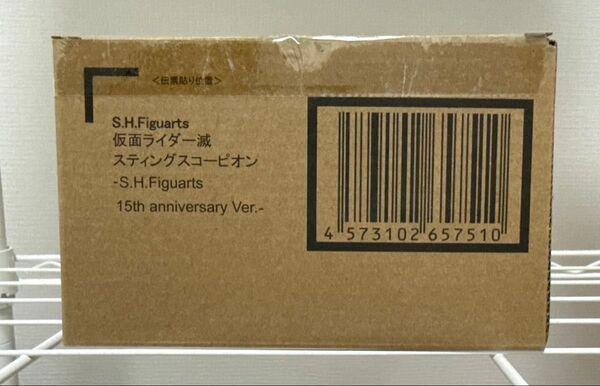 <伝票貼り位置>
S.H.Figuarts
仮面ライダー滅
スティングスコーピオン
-S.H.Figuarts
15th anniversary Ver.-
4 573102 657510